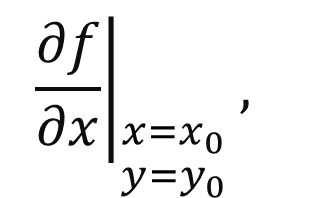 ∂f
∂x
x=x₀
y=y₀
,